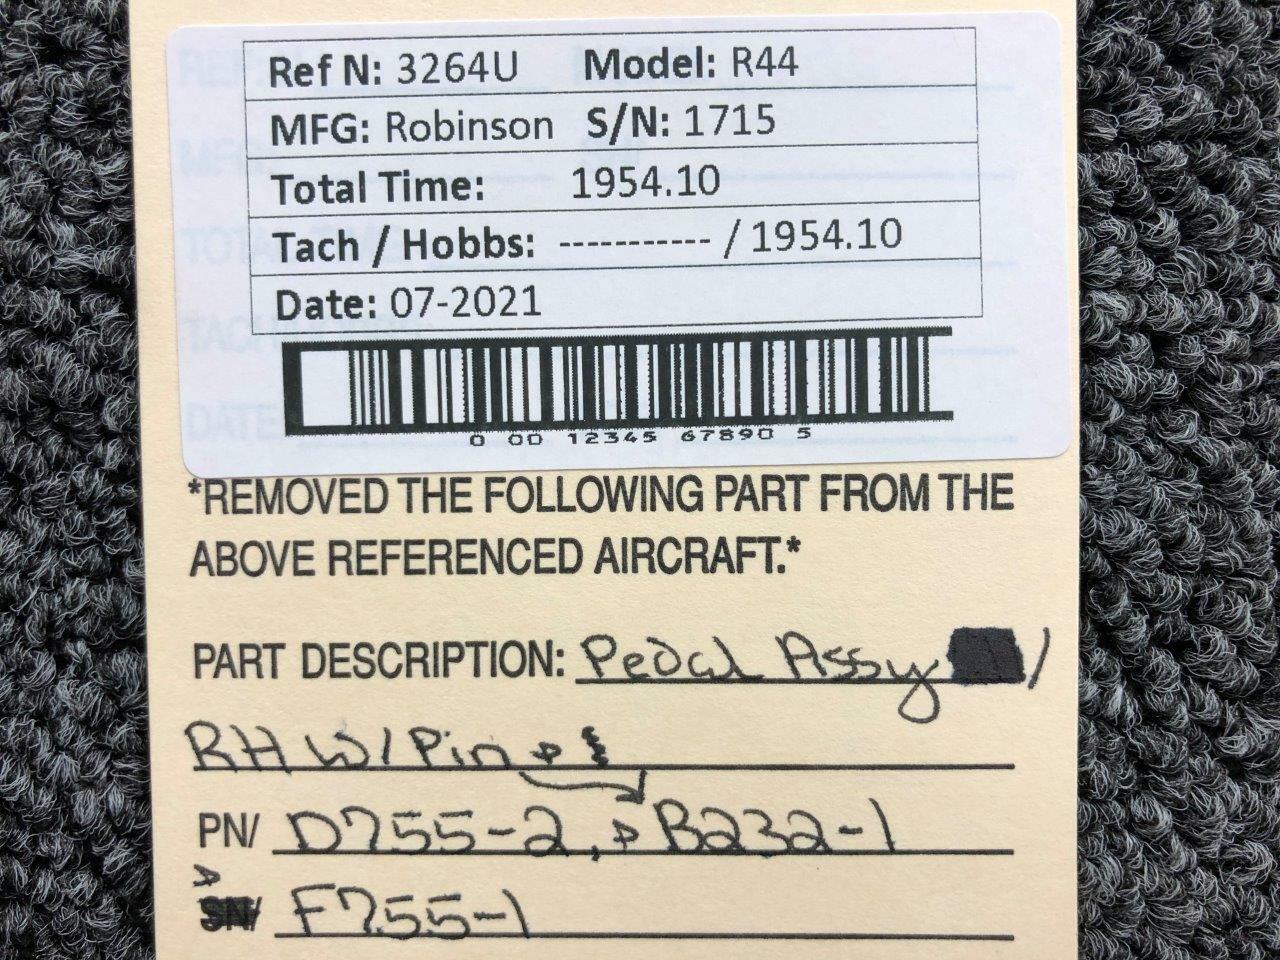 Ref N: 3264U Model: R44
MFG: Robinson S/N: 1715
Total Time: 1954.10
Tach / Hobbs: ----------- / 1954.10
Date: 07-2021
0 00 12345 67890 5
*REMOVED THE FOLLOWING PART FROM THE
ABOVE REFERENCED AIRCRAFT.*
PART DESCRIPTION: Pedal Assy /
RH W/ Pin
PN/ D755-2, B232-1
SN/ F755-1